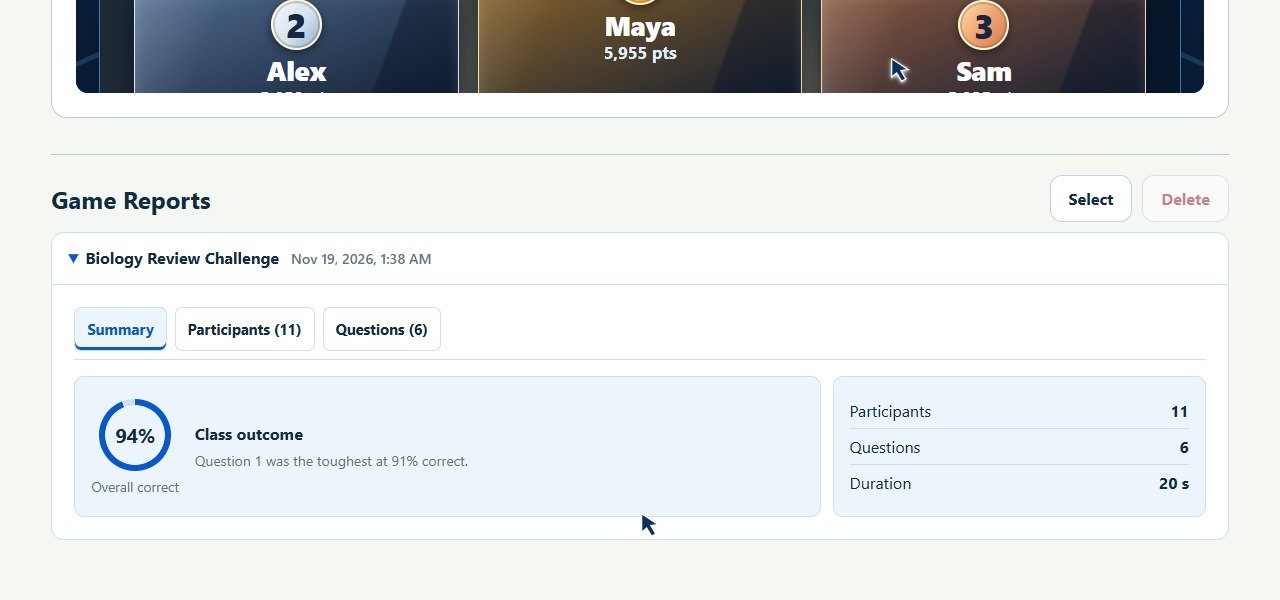 2
Alex
Maya
5,955 pts
3
Sam
Game Reports
Select
Delete
Biology Review Challenge Nov 19, 2026, 1:38 AM
Summary
Participants (11)
Questions (6)
94%
Overall correct
Class outcome
Question 1 was the toughest at 91% correct.
Participants 11
Questions 6
Duration 20 s